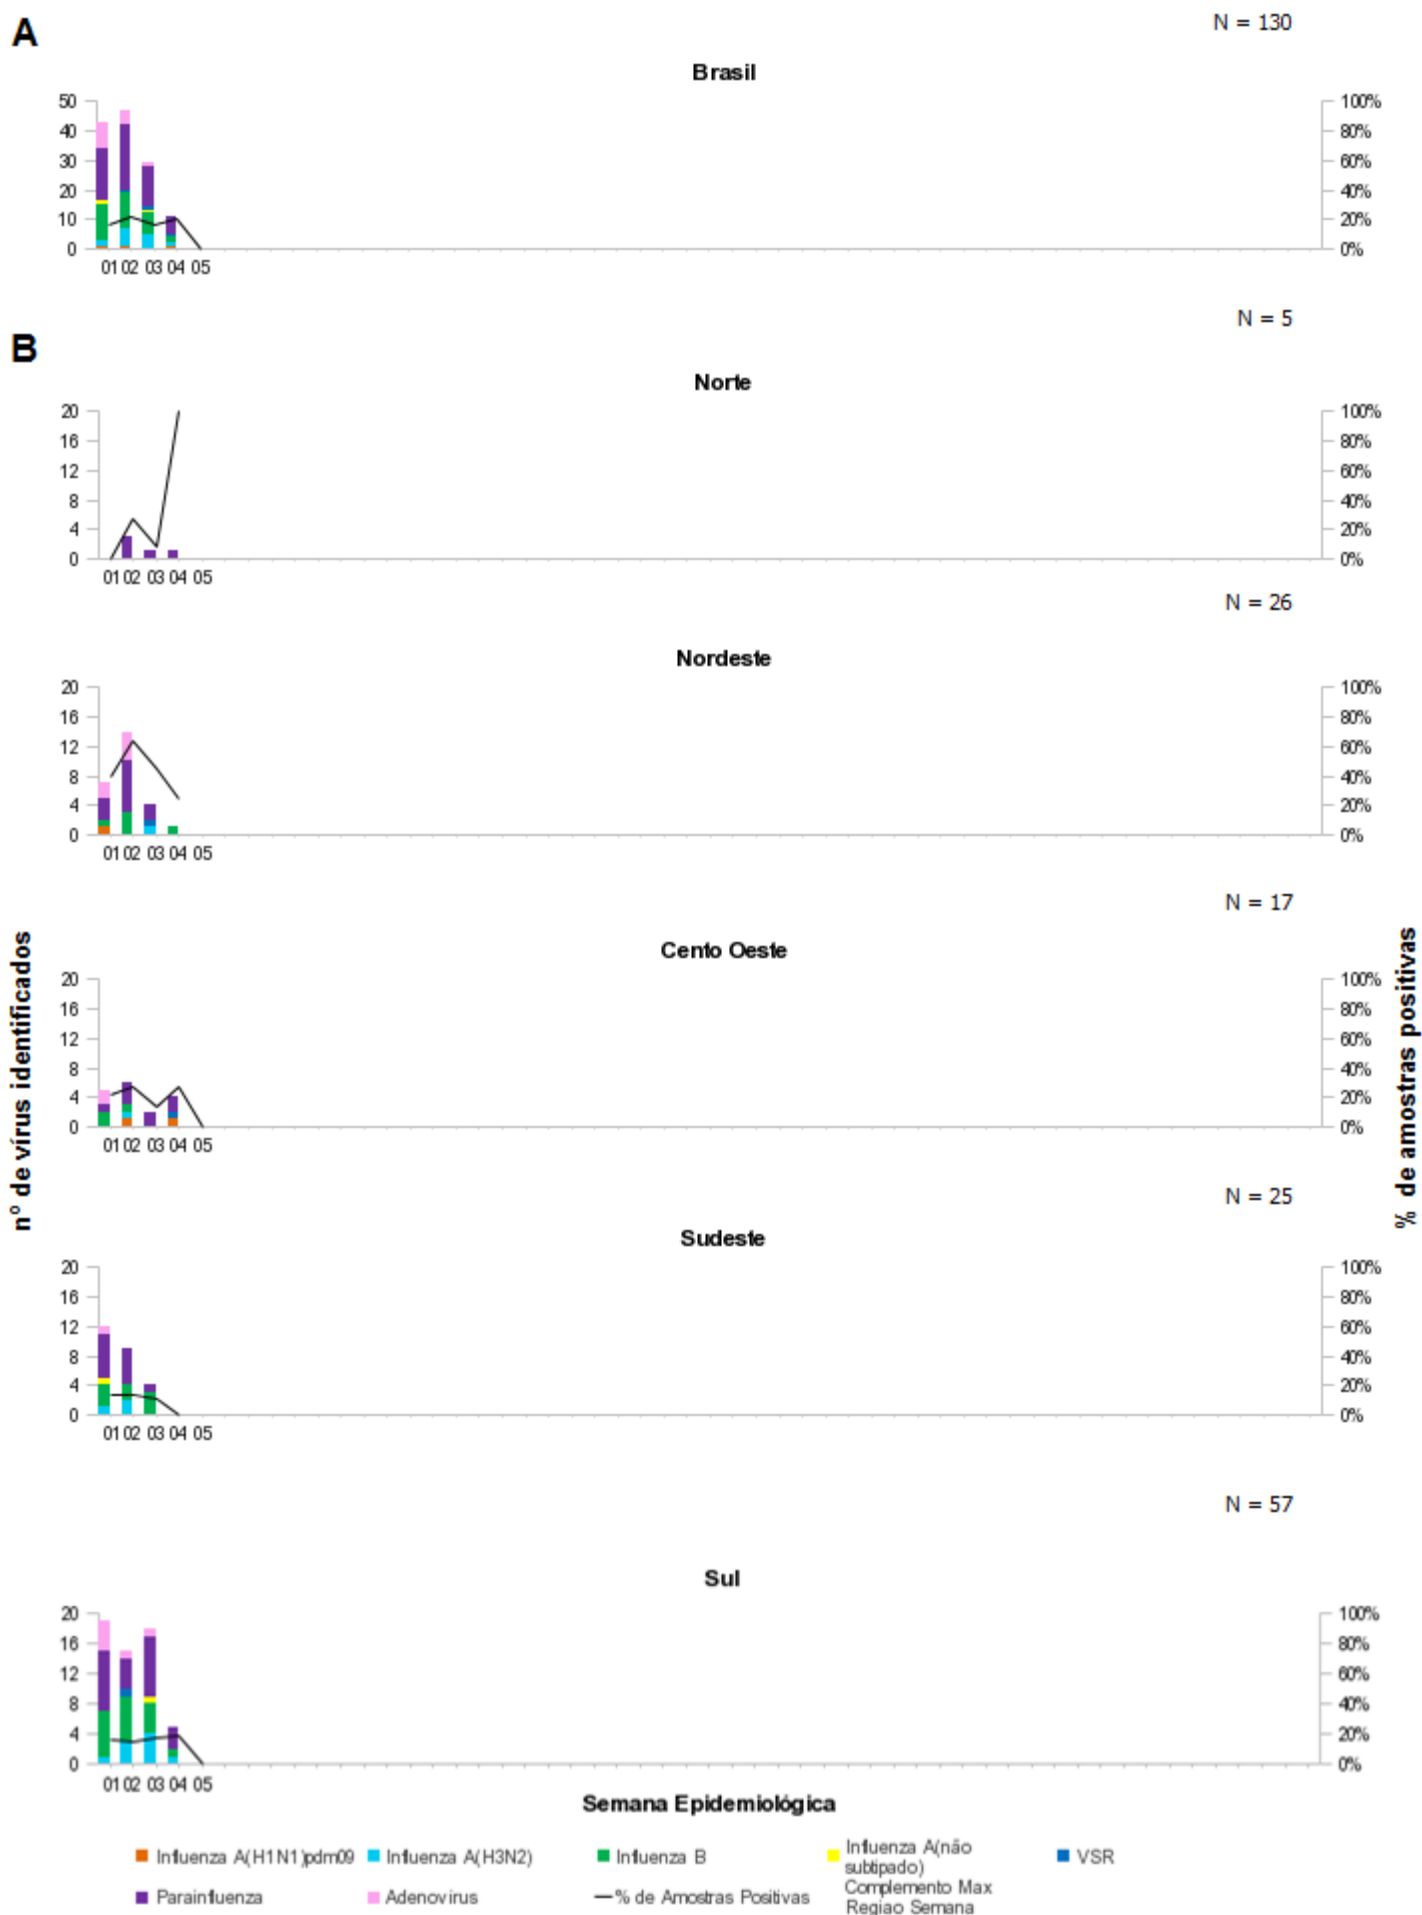 A
N = 130
Brasil
50 100%
40 80%
30 60%
20 40%
10 20%
0 0%
01 02 03 04 05
N = 5
B
Norte
20 100%
16 80%
12 60%
8 40%
4 20%
0 0%
01 02 03 04 05
N = 26
Nordeste
20 100%
16 80%
12 60%
8 40%
4 20%
0 0%
01 02 03 04 05
N = 17
Cento Oeste
20 100%
16 80%
12 60%
8 40%
4 20%
0 0%
01 02 03 04 05
nº de vírus identificados
% de amostras positivas
N = 25
Sudeste
20 100%
16 80%
12 60%
8 40%
4 20%
0 0%
01 02 03 04 05
N = 57
Sul
20 100%
16 80%
12 60%
8 40%
4 20%
0 0%
01 02 03 04 05
Semana Epidemiológica
Influenza A(H1N1)pdm09
Influenza A(H3N2)
Influenza B
Influenza A(não
subtipado)
VSR
Parainfluenza
Adenovirus
% de Amostras Positivas
Complemento Max
Regiao Semana